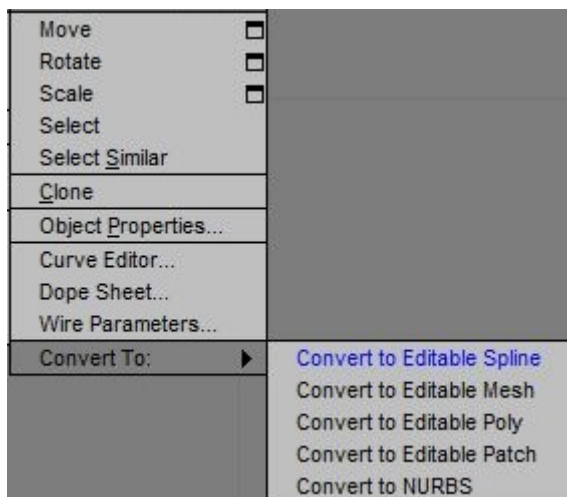 Move
Rotate
Scale
Select
Select Similar
Clone
Object Properties...
Curve Editor...
Dope Sheet...
Wire Parameters...
Convert To:
Convert to Editable Spline
Convert to Editable Mesh
Convert to Editable Poly
Convert to Editable Patch
Convert to NURBS